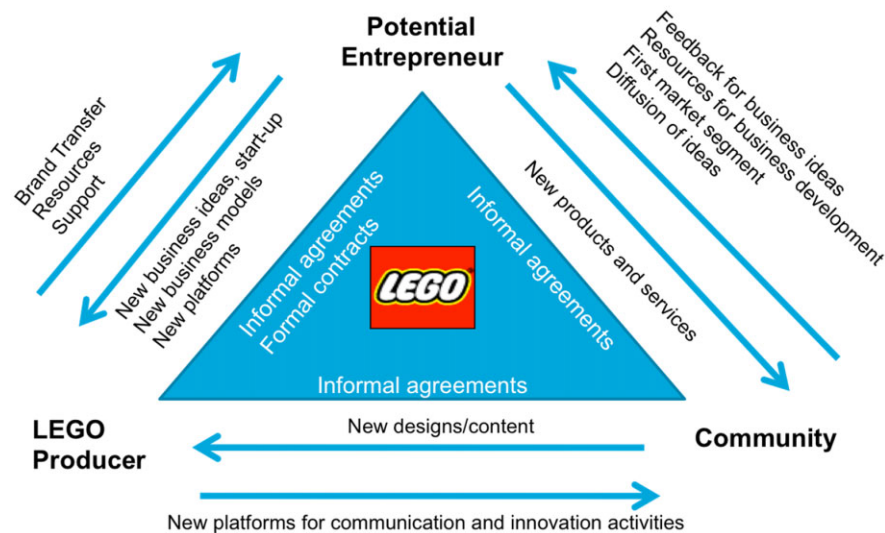 Potential
Entrepreneur
Brand Transfer
Resources
Support
New business ideas, start-up
New business models
New platforms
Feedback for business ideas
Resources for business development
First market segment
Diffusion of ideas
New products and services
Informal agreements
Formal contracts
Informal agreements
LEGO
Informal agreements
LEGO
Producer
New designs/content
Community
New platforms for communication and innovation activities